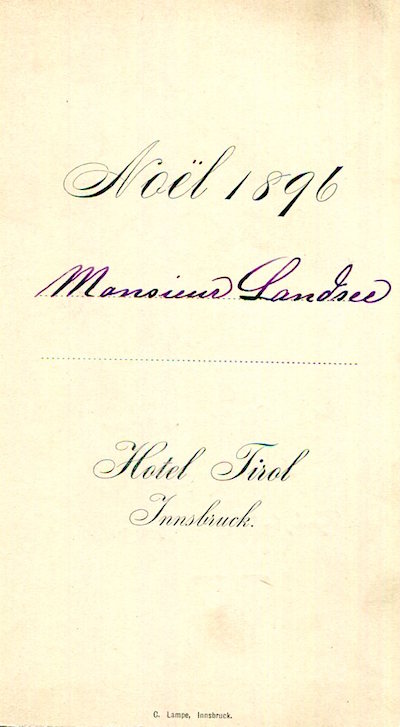 Noël 1896
Monsieur Landsee
Hotel Tirol
Innsbruck.
C. Lampe, Innsbruck.